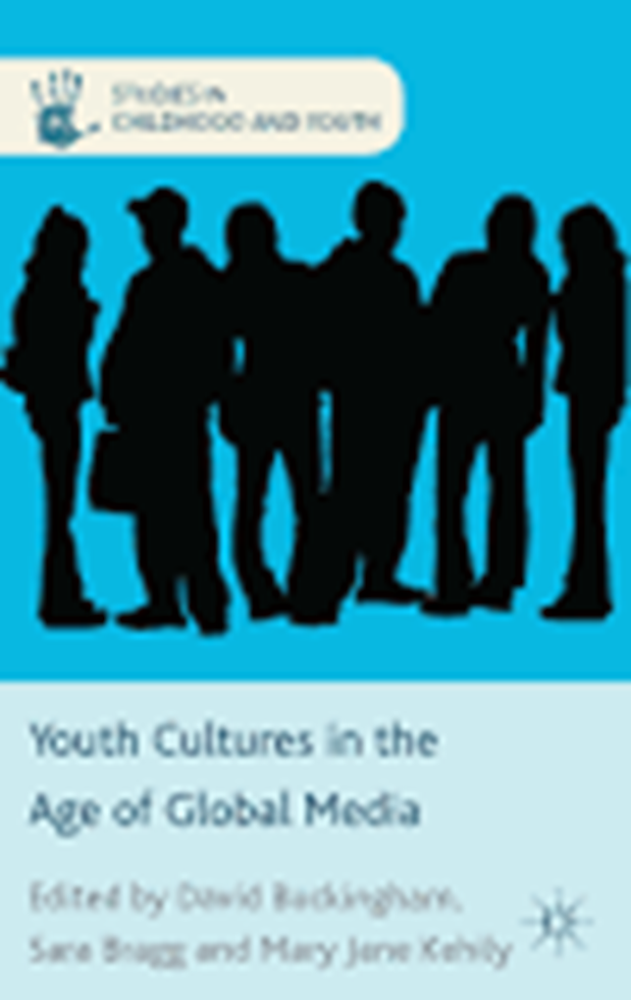 STUDIES IN
CHILDHOOD AND YOUTH
Youth Cultures in the
Age of Global Media
Edited by David Buckingham,
Sara Bragg and Mary Jane Kehily